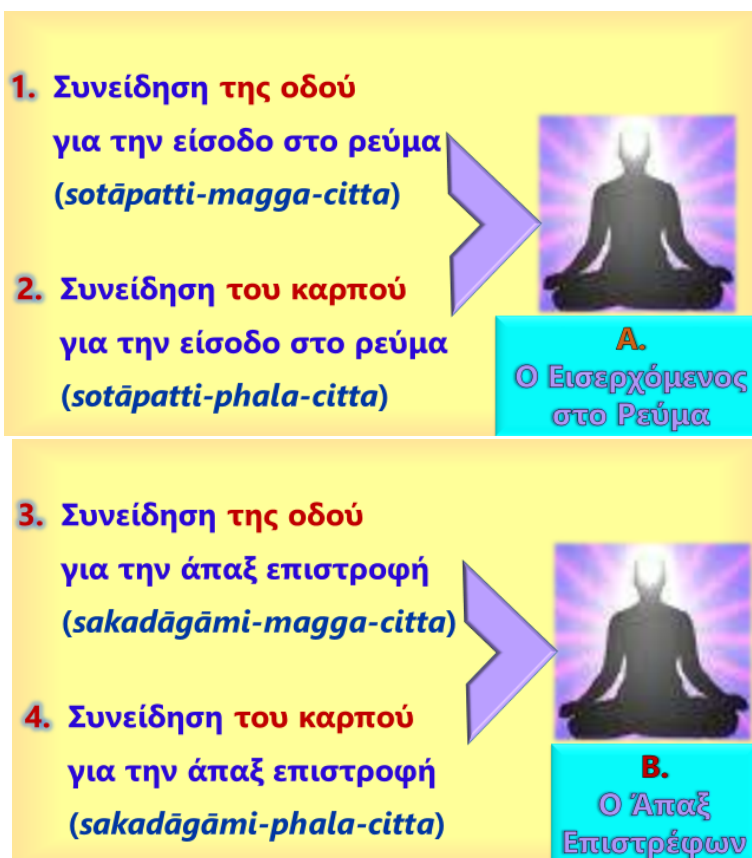 1. Συνείδηση της οδού
για την είσοδο στο ρεύμα
(sotāpatti-magga-citta)
2. Συνείδηση του καρπού
για την είσοδο στο ρεύμα
(sotāpatti-phala-citta)
Α.
Ο Εισερχόμενος
στο Ρεύμα
3. Συνείδηση της οδού
για την άπαξ επιστροφή
(sakadāgāmi-magga-citta)
4. Συνείδηση του καρπού
για την άπαξ επιστροφή
(sakadāgāmi-phala-citta)
Β.
Ο Άπαξ
Επιστρέφων